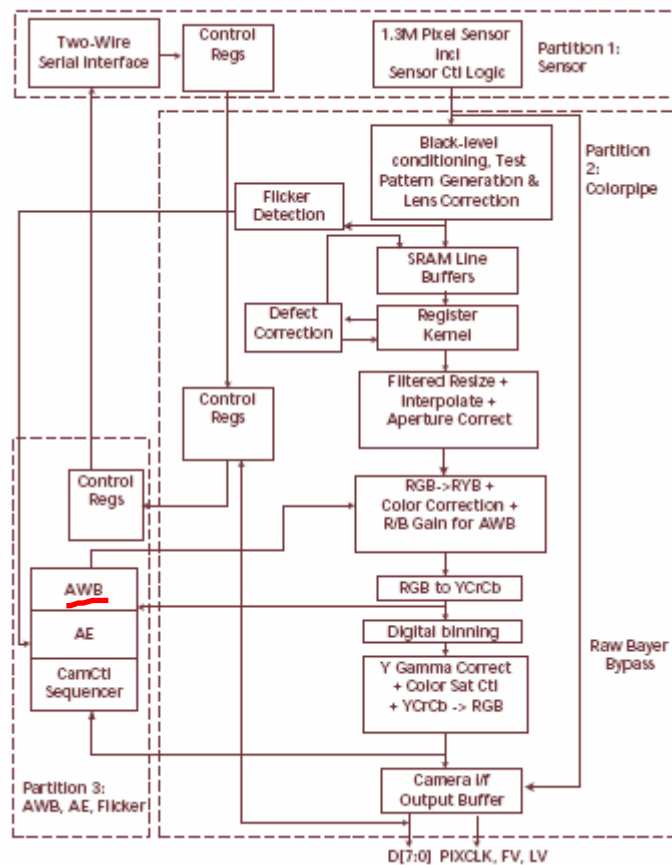 Two-Wire
Serial Interface
Control
Regs
1.3M Pixel Sensor
incl
Sensor Ctl Logic
Partition 1:
Sensor
Black-level
conditioning, Test
Pattern Generation &
Lens Correction
Partition
2:
Colorpipe
Flicker
Detection
SRAM Line
Buffers
Defect
Correction
Register
Kernel
Filtered Resize +
Interpolate +
Aperture Correct
Control
Regs
Control
Regs
RGB->RYB +
Color Correction +
R/B Gain for AWB
AWB
RGB to YCrCb
AE
Digital binning
CamCtl
Sequencer
Y Gamma Correct
+ Color Sat Ctl
+ YCrCb -> RGB
Raw Bayer
Bypass
Partition 3:
AWB, AE, Flicker
Camera I/f
Output Buffer
D[7:0] PIXCLK, FV, LV